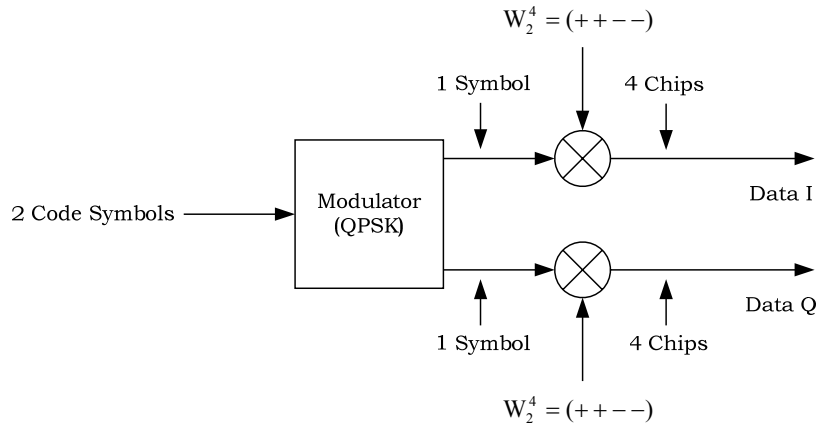 W₂⁴ = (+ + − −)
1 Symbol
4 Chips
Data I
2 Code Symbols
Modulator
(QPSK)
Data Q
1 Symbol
4 Chips
W₂⁴ = (+ + − −)